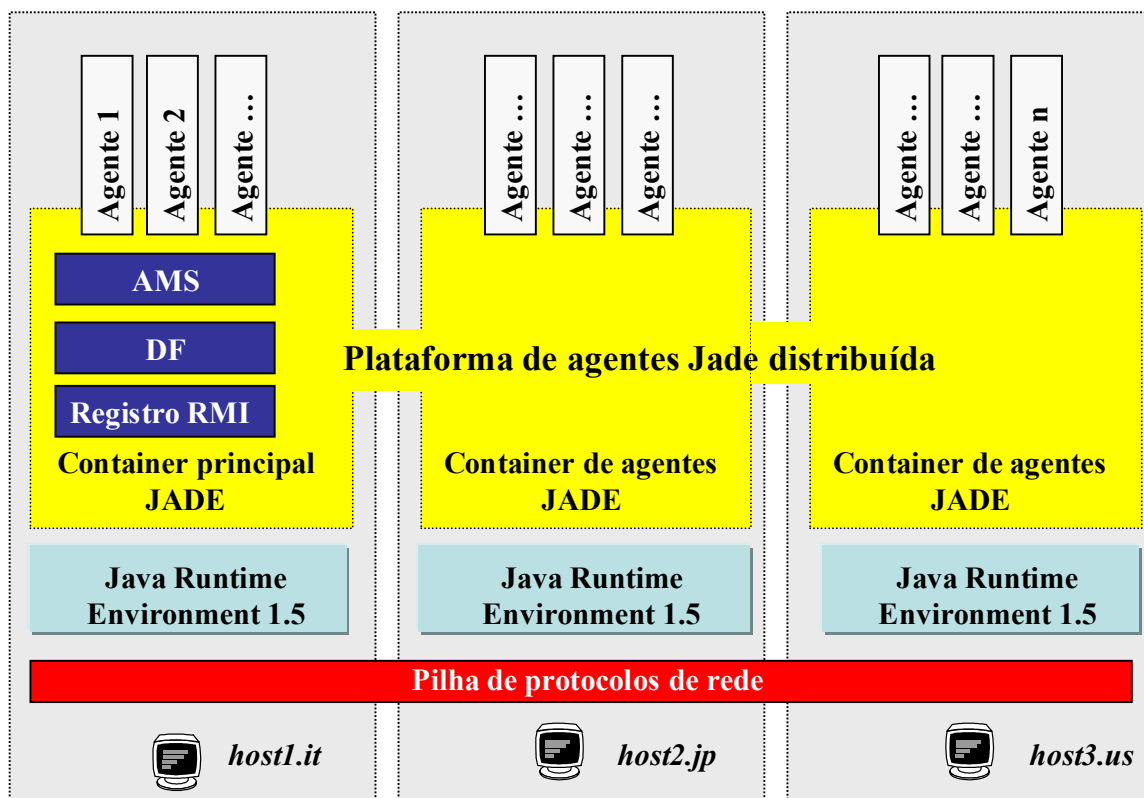 Agente 1
Agente 2
Agente ...
Agente ...
Agente ...
Agente ...
Agente ...
Agente ...
Agente n
AMS
DF
Registro RMI
Plataforma de agentes Jade distribuída
Container principal
JADE
Container de agentes
JADE
Container de agentes
JADE
Java Runtime
Environment 1.5
Java Runtime
Environment 1.5
Java Runtime
Environment 1.5
Pilha de protocolos de rede
host1.it
host2.jp
host3.us